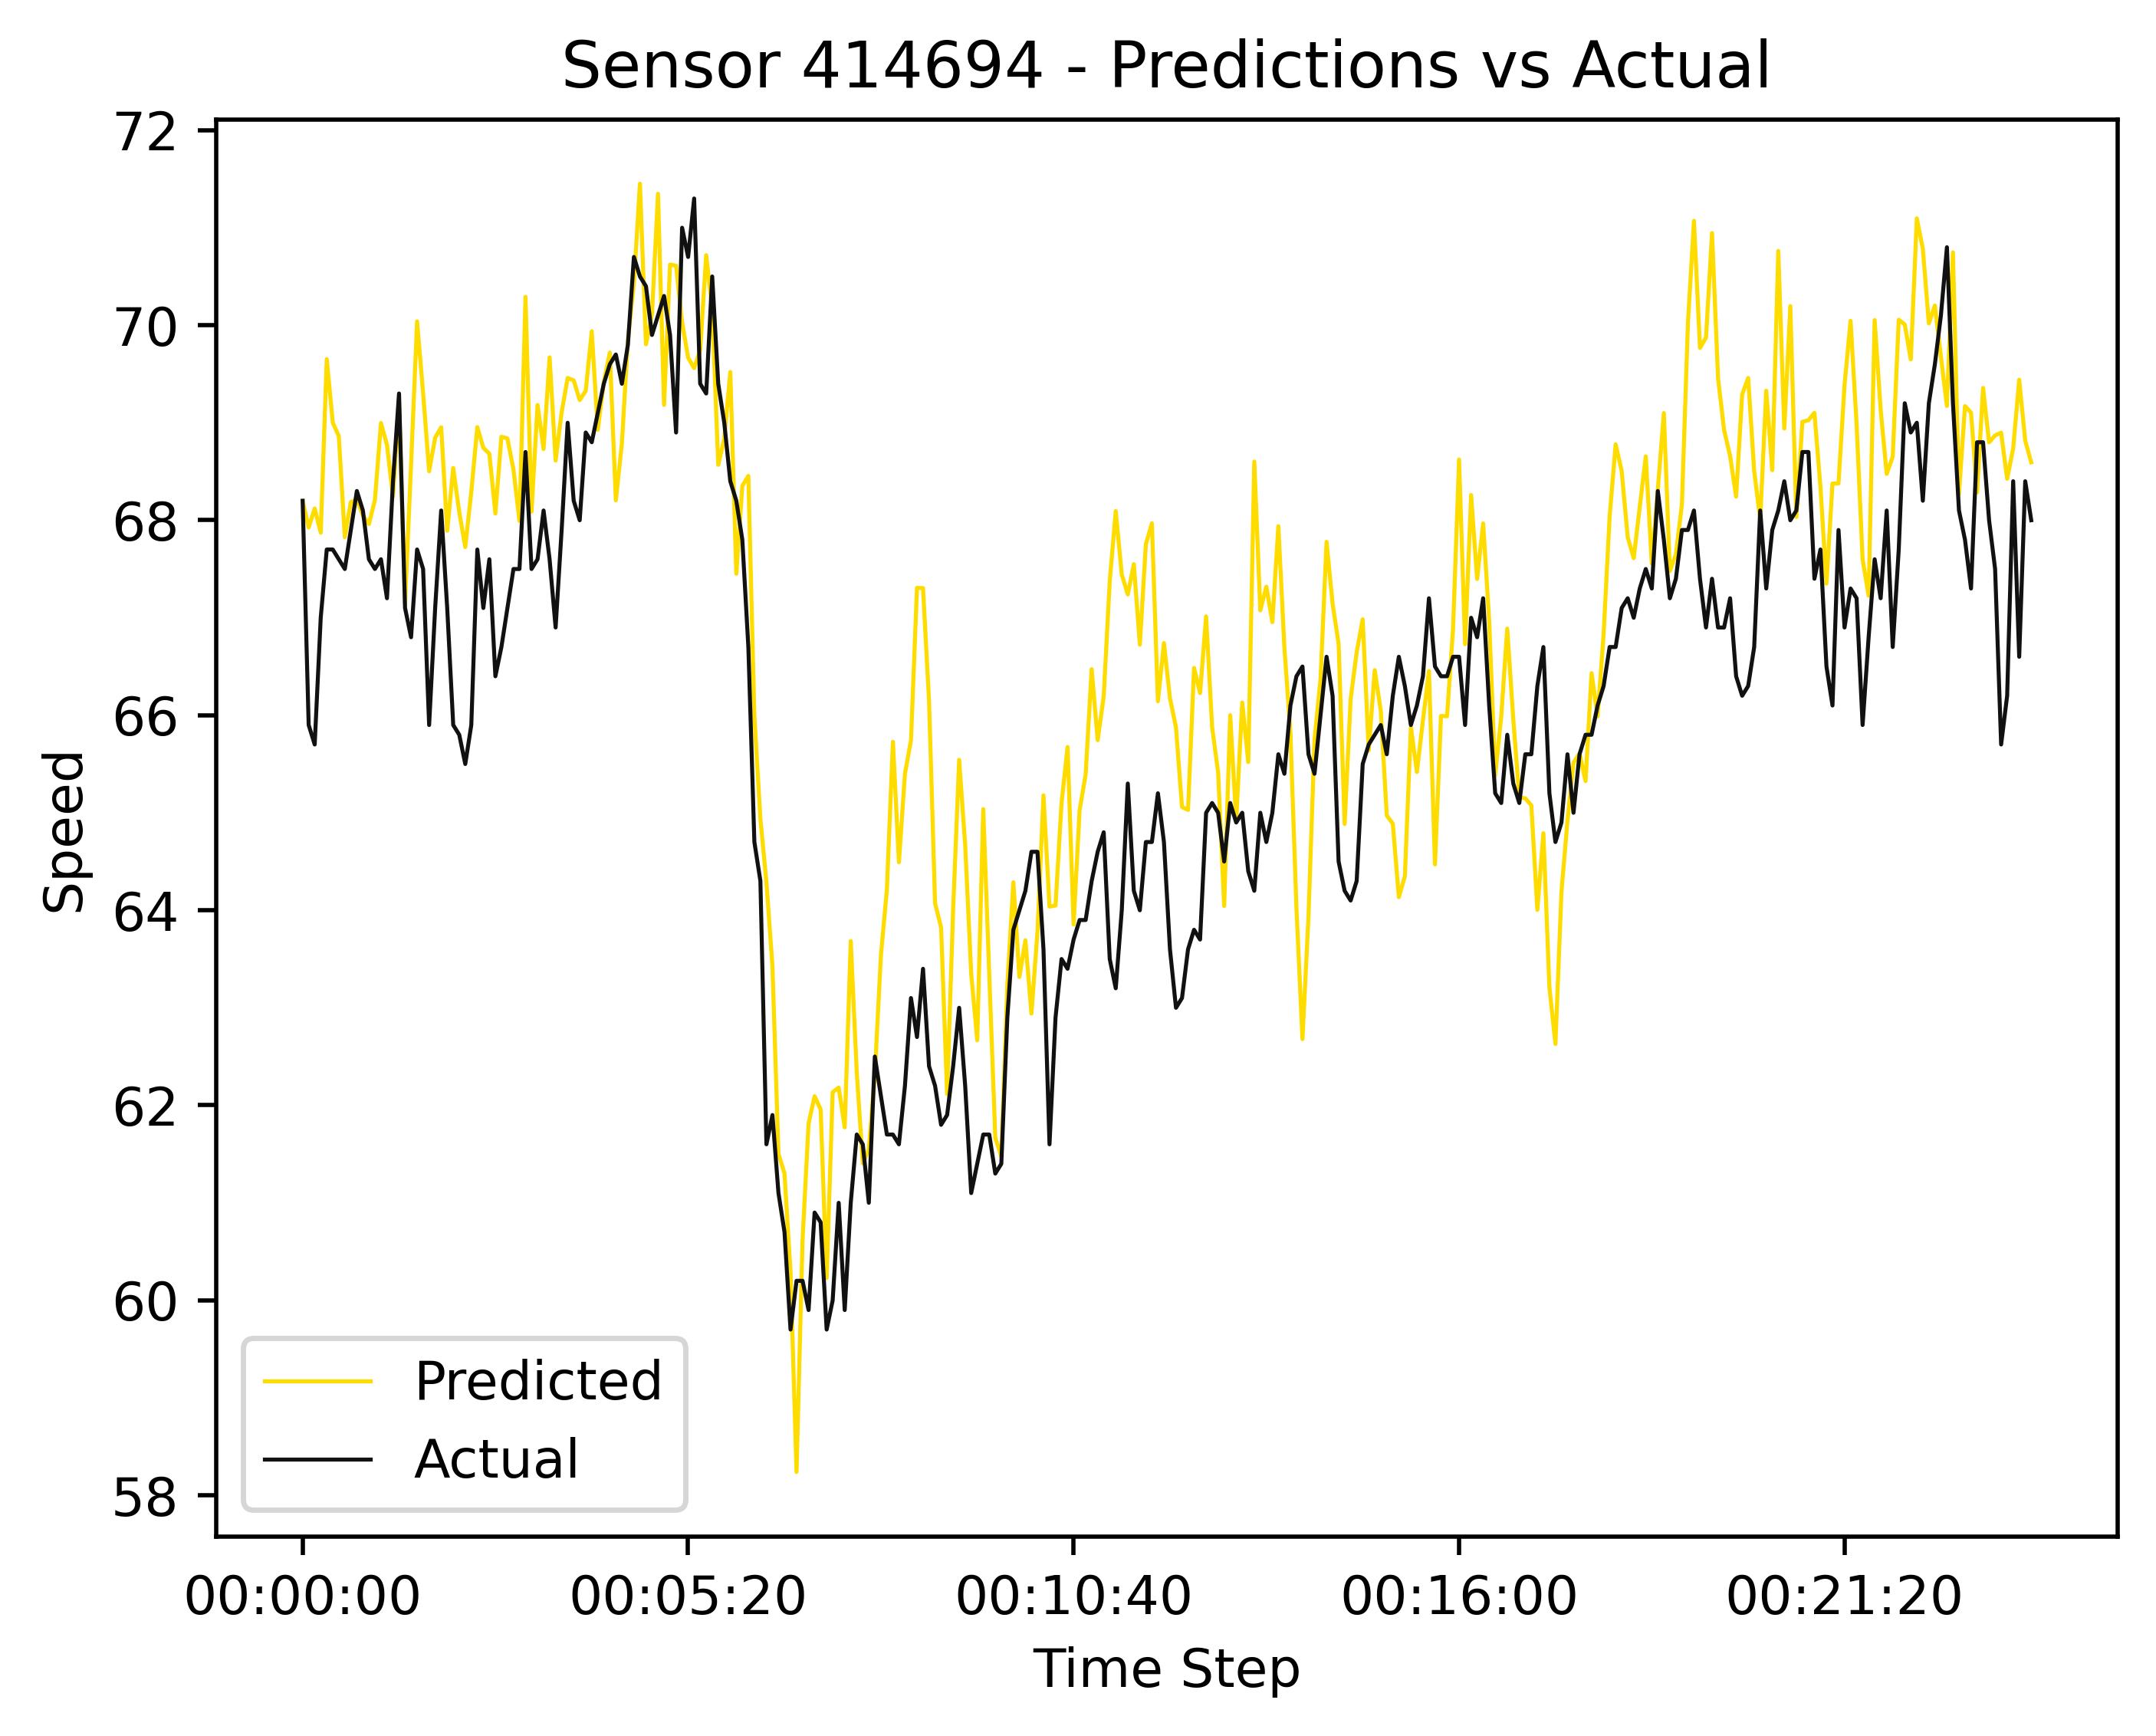 Sensor 414694 - Predictions vs Actual
72
70
68
66
64
62
60
58
Speed
Predicted
Actual
00:00:00
00:05:20
00:10:40
00:16:00
00:21:20
Time Step